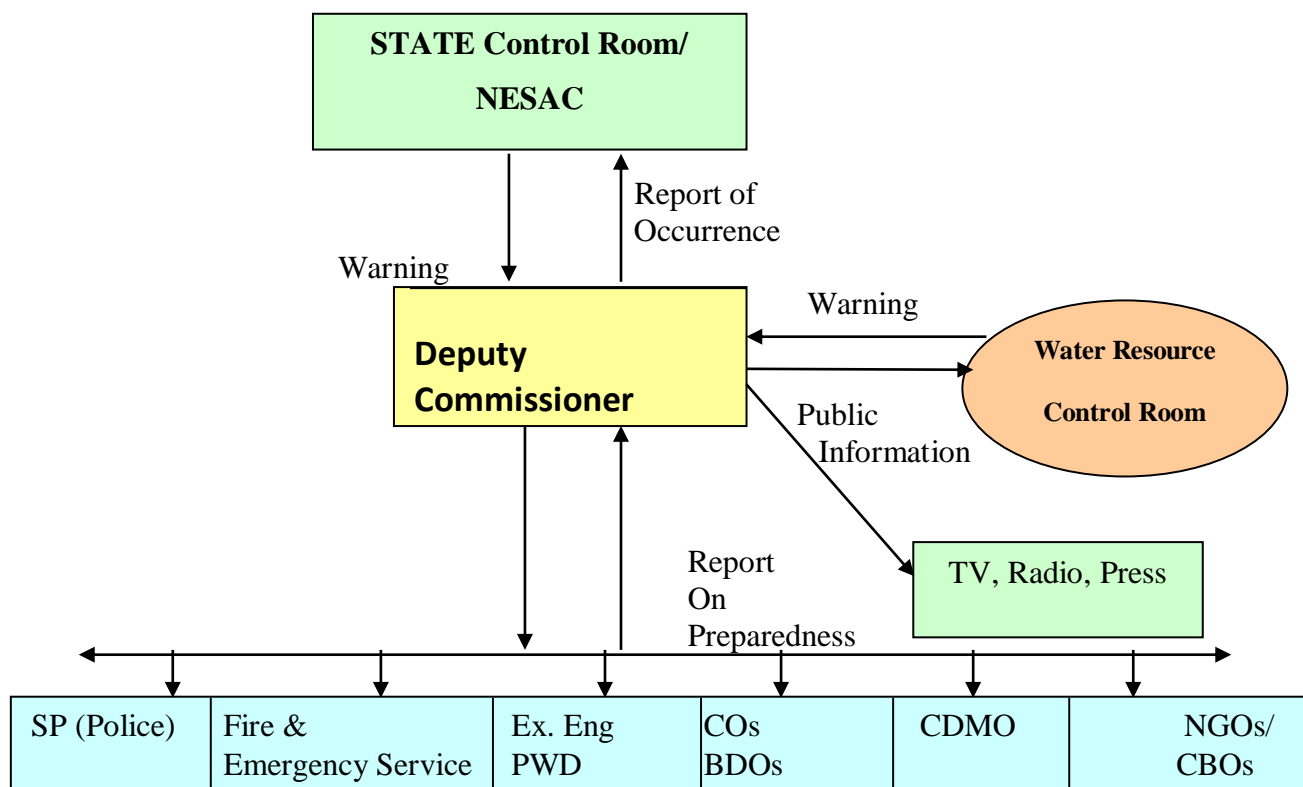 STATE Control Room/
NESAC
Report of
Occurrence
Warning
Warning
Deputy
Commissioner
Water Resource
Control Room
Public
Information
TV, Radio, Press
Report
On
Preparedness
SP (Police)
Fire &
Emergency Service
Ex. Eng
PWD
COs
BDOs
CDMO
NGOs/
CBOs